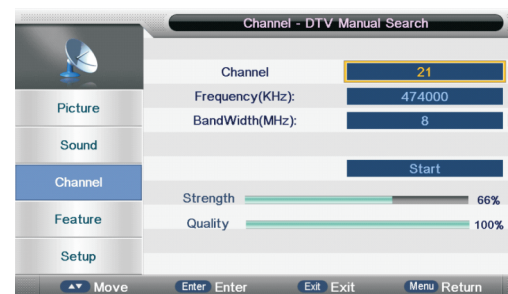 Channel - DTV Manual Search
Picture
Sound
Channel
Feature
Setup
Channel 21
Frequency(KHz): 474000
BandWidth(MHz): 8
Start
Strength 66%
Quality 100%
Move Enter Enter Exit Exit Menu Return